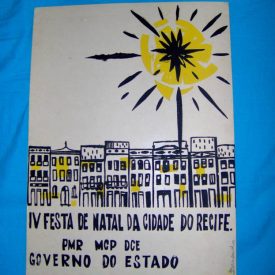 IV FESTA DE NATAL DA CIDADE DO RECIFE.
PMR MCP DCE
GOVERNO DO ESTADO